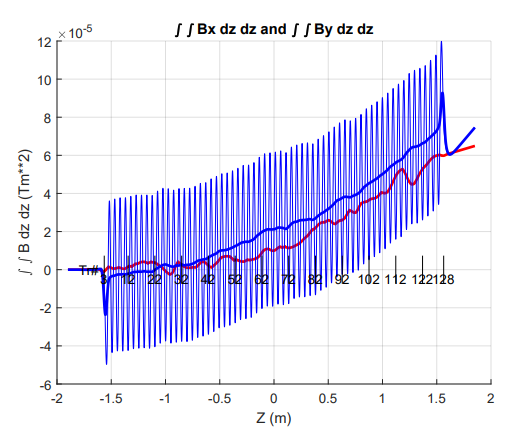 ∫ ∫ Bx dz dz and ∫ ∫ By dz dz
×10⁻⁵
12
10
8
6
4
2
0
-2
-4
-6
∫ ∫ B dz dz (Tm**2)
12 22 32 42 52 62 72 82 92 102 112 122 128
-2 -1.5 -1 -0.5 0 0.5 1 1.5 2
Z (m)